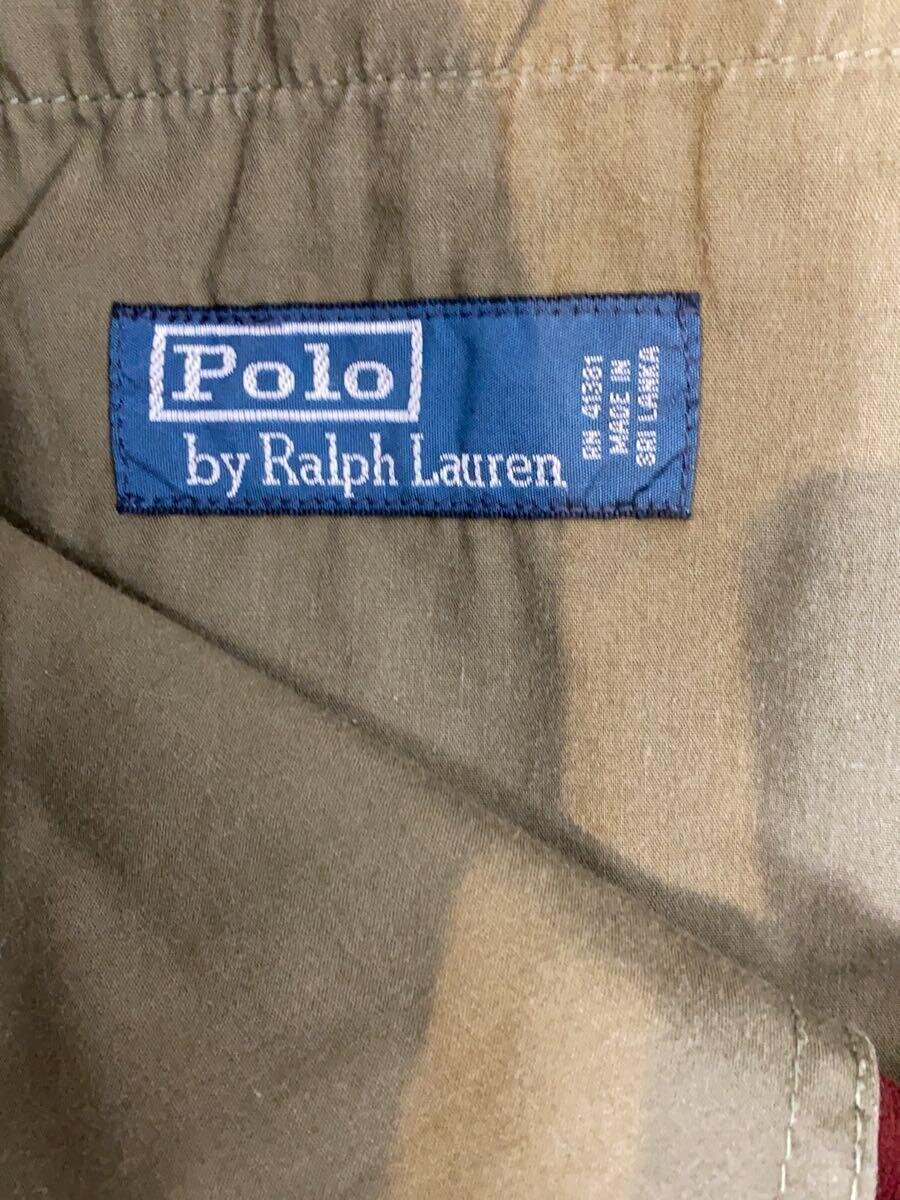 Polo
by Ralph Lauren
RN 41381
MADE IN
SRI LANKA